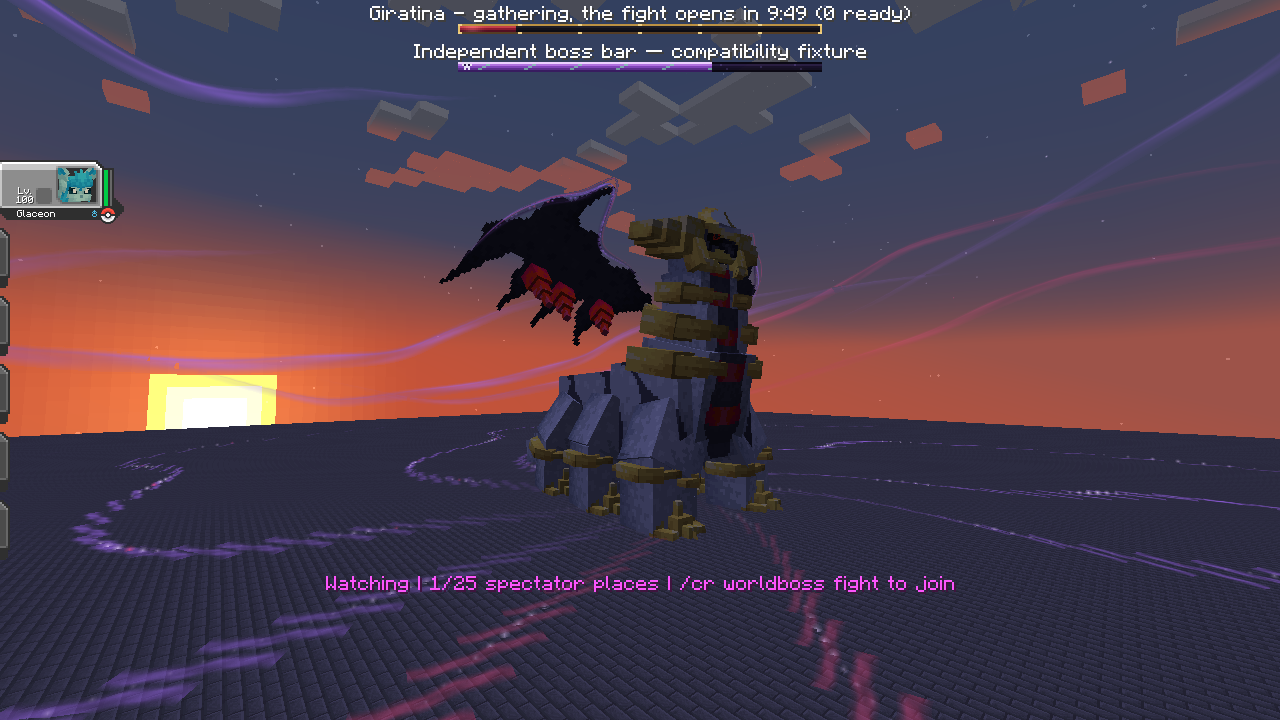 Giratina - gathering, the fight opens in 9:49 (0 ready)
Independent boss bar — compatibility fixture
Lv.
100
Glaceon
Watching | 1/25 spectator places | /cr worldboss fight to join